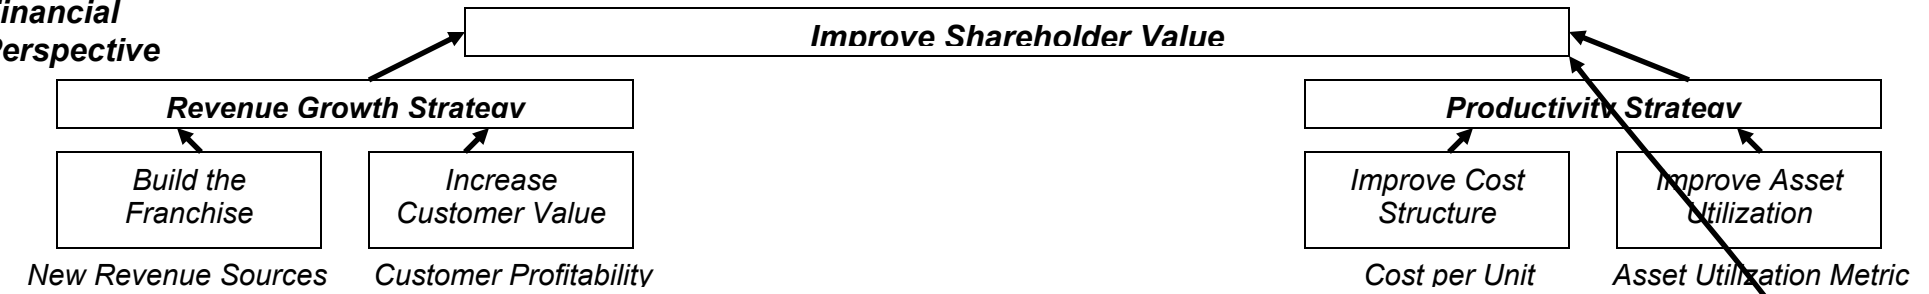 Financial
Perspective
Improve Shareholder Value
Revenue Growth Strategy
Productivity Strategy
Build the
Franchise
Increase
Customer Value
Improve Cost
Structure
Improve Asset
Utilization
New Revenue Sources
Customer Profitability
Cost per Unit
Asset Utilization Metric